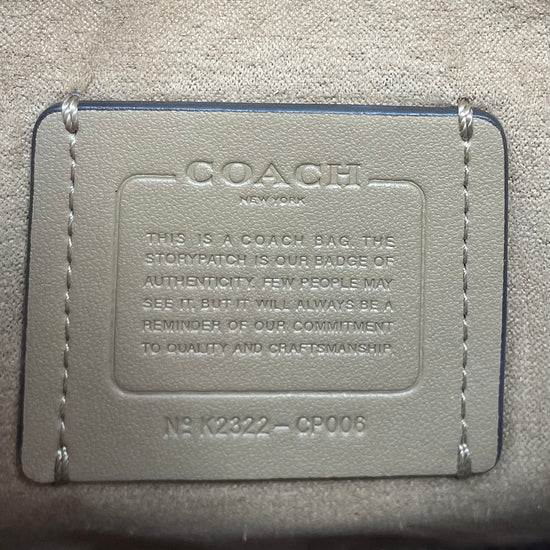 COACH
NEW YORK
THIS IS A COACH BAG. THE
STORYPATCH IS OUR BADGE OF
AUTHENTICITY. FEW PEOPLE MAY
SEE IT, BUT IT WILL ALWAYS BE A
REMINDER OF OUR COMMITMENT
TO QUALITY AND CRAFTSMANSHIP.
Nº K2322-CP006